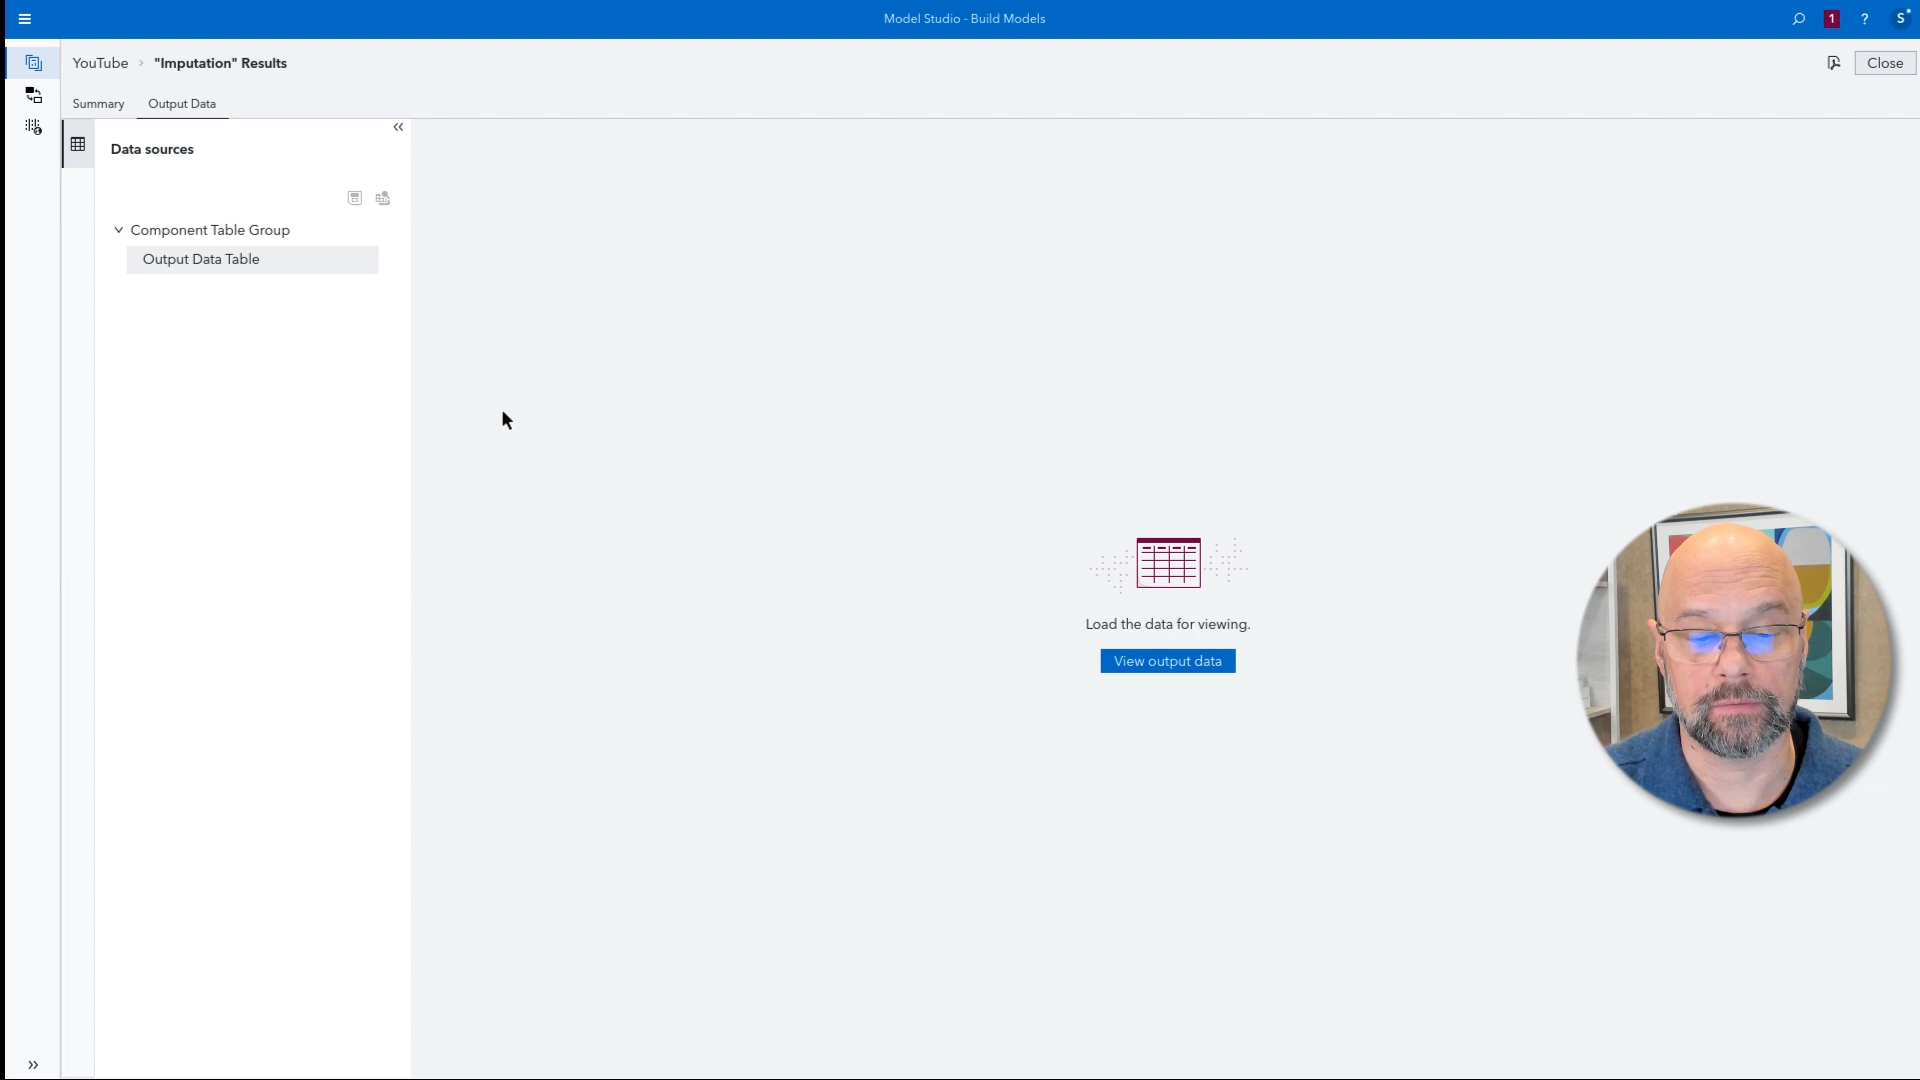 Model Studio - Build Models
1
?
S
YouTube > "Imputation" Results
Close
Summary
Output Data
Data sources
Component Table Group
Output Data Table
Load the data for viewing.
View output data